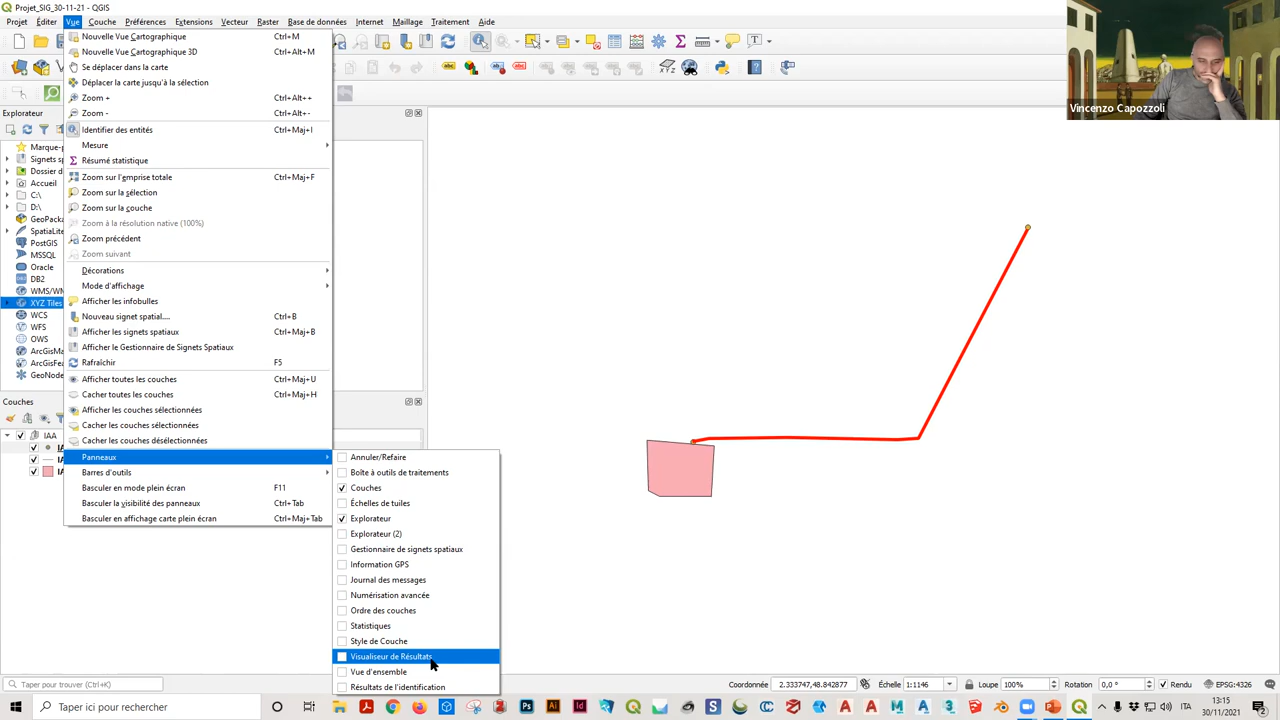 Projet_SIG_30-11-21 — QGIS
Projet Éditer Vue Couche Préférences Extensions Vecteur Raster Base de données Internet Maillage Traitement Aide
Nouvelle Vue Cartographique Ctrl+M
Nouvelle Vue Cartographique 3D Ctrl+Alt+M
Se déplacer dans la carte
Déplacer la carte jusqu'à la sélection
Zoom + Ctrl+Alt++
Zoom - Ctrl+Alt+-
Identifier des entités Ctrl+Maj+I
Mesure
Résumé statistique
Zoom sur l'emprise totale Ctrl+Maj+F
Zoom sur la sélection
Zoom sur la couche
Zoom à la résolution native (100%)
Zoom précédent
Zoom suivant
Décorations
Mode d'affichage
Afficher les infobulles
Nouveau signet spatial.... Ctrl+B
Afficher les signets spatiaux Ctrl+Maj+B
Afficher le Gestionnaire de Signets Spatiaux
Rafraîchir F5
Afficher toutes les couches Ctrl+Maj+U
Cacher toutes les couches Ctrl+Maj+H
Afficher les couches sélectionnées
Cacher les couches sélectionnées
Cacher les couches désélectionnées
Panneaux
Barres d'outils
Basculer en mode plein écran F11
Basculer la visibilité des panneaux Ctrl+Tab
Basculer en affichage carte plein écran Ctrl+Maj+Tab
Annuler/Refaire
Boîte à outils de traitements
Couches
Échelles de tuiles
Explorateur
Explorateur (2)
Gestionnaire de signets spatiaux
Information GPS
Journal des messages
Numérisation avancée
Ordre des couches
Statistiques
Style de Couche
Visualiseur de Résultats
Vue d'ensemble
Résultats de l'identification
Explorateur
Marque-p
Signets sp
Dossier d
Accueil
C:\
D:\
GeoPacka
SpatiaLite
PostGIS
MSSQL
Oracle
DB2
WMS/WM
XYZ Tiles
WCS
WFS
OWS
ArcGisMa
ArcGisFea
GeoNode
Couches
IAA
Vincenzo Capozzoli
Taper pour trouver (Ctrl+K)
Coordonnée 2.333747,48.842877 Échelle 1:1146 Loupe 100% Rotation 0,0 ° Rendu EPSG:4326
Taper ici pour rechercher
ITA
13:15
30/11/2021